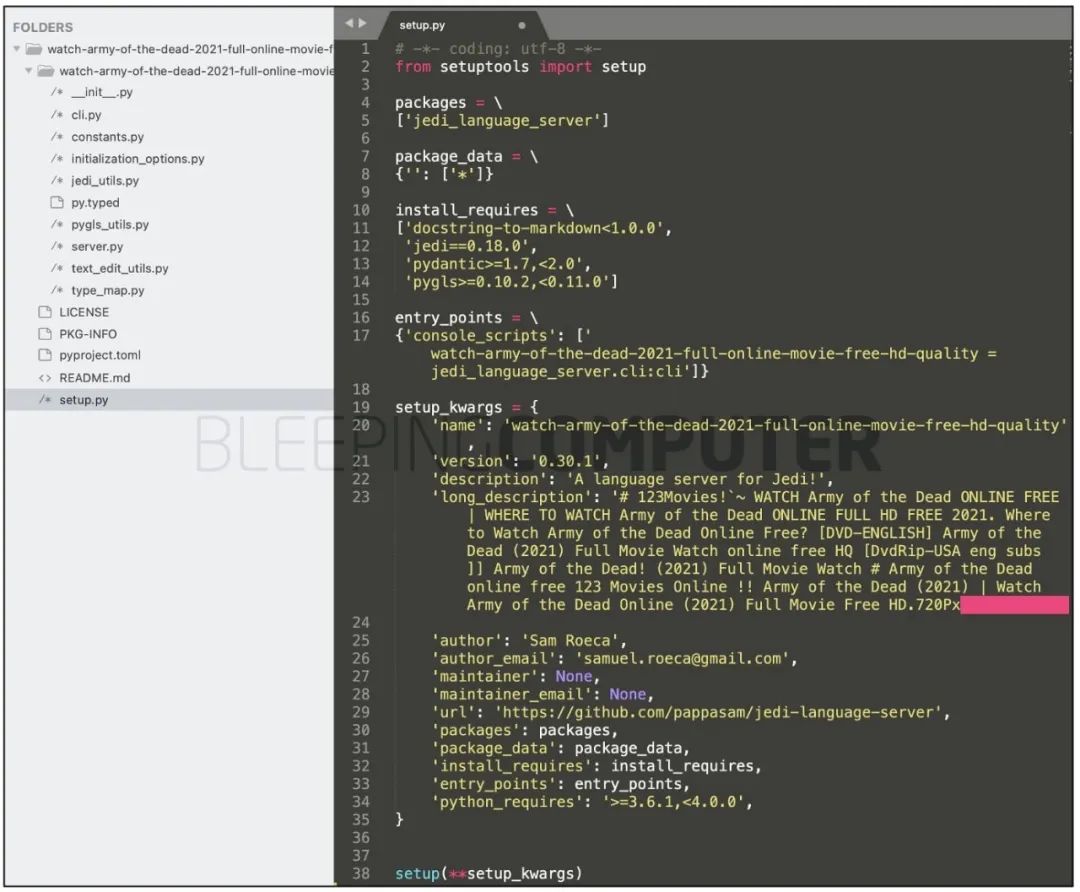 FOLDERS
watch-army-of-the-dead-2021-full-online-movie-f
watch-army-of-the-dead-2021-full-online-movie
/* __init__.py
/* cli.py
/* constants.py
/* initialization_options.py
/* jedi_utils.py
py.typed
/* pygls_utils.py
/* server.py
/* text_edit_utils.py
/* type_map.py
LICENSE
PKG-INFO
pyproject.toml
<> README.md
/* setup.py
setup.py
1 # -*- coding: utf-8 -*-
2 from setuptools import setup
3
4 packages = \
5 ['jedi_language_server']
6
7 package_data = \
8 {'': ['*']}
9
10 install_requires = \
11 ['docstring-to-markdown<1.0.0',
12 'jedi==0.18.0',
13 'pydantic>=1.7,<2.0',
14 'pygls>=0.10.2,<0.11.0']
15
16 entry_points = \
17 {'console_scripts': ['
watch-army-of-the-dead-2021-full-online-movie-free-hd-quality =
jedi_language_server.cli:cli']}
18
19 setup_kwargs = {
20 'name': 'watch-army-of-the-dead-2021-full-online-movie-free-hd-quality'
,
21 'version': '0.30.1',
22 'description': 'A language server for Jedi!',
23 'long_description': '# 123Movies!`~ WATCH Army of the Dead ONLINE FREE
| WHERE TO WATCH Army of the Dead ONLINE FULL HD FREE 2021. Where
to Watch Army of the Dead Online Free? [DVD-ENGLISH] Army of the
Dead (2021) Full Movie Watch online free HQ [DvdRip-USA eng subs
]] Army of the Dead! (2021) Full Movie Watch # Army of the Dead
online free 123 Movies Online !! Army of the Dead (2021) | Watch
Army of the Dead Online (2021) Full Movie Free HD.720Px
24
25 'author': 'Sam Roeca',
26 'author_email': 'samuel.roeca@gmail.com',
27 'maintainer': None,
28 'maintainer_email': None,
29 'url': 'https://github.com/pappasam/jedi-language-server',
30 'packages': packages,
31 'package_data': package_data,
32 'install_requires': install_requires,
33 'entry_points': entry_points,
34 'python_requires': '>=3.6.1,<4.0.0',
35 }
36
37
38 setup(**setup_kwargs)
BLEEPINGCOMPUTER